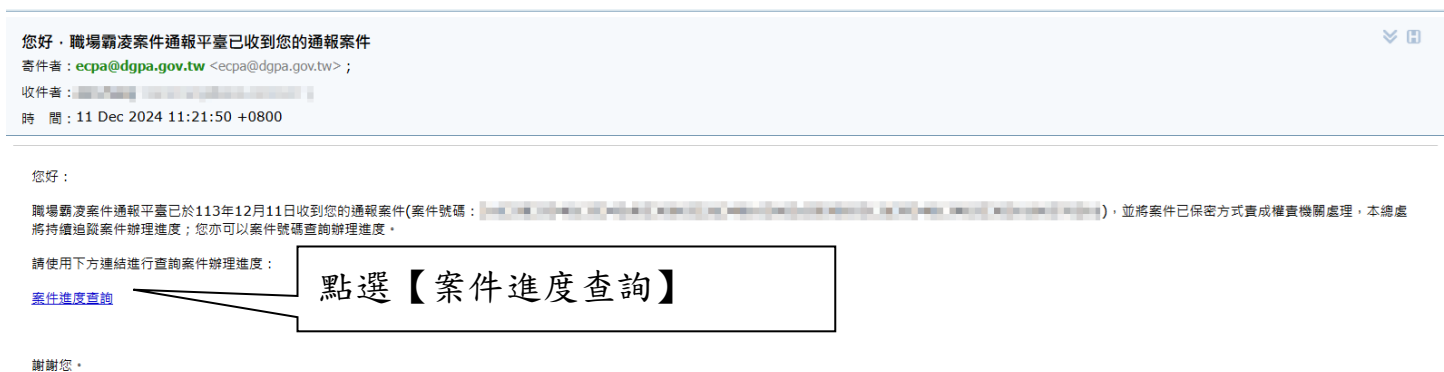 您好，職場霸凌案件通報平臺已收到您的通報案件
寄件者：ecpa@dgpa.gov.tw <ecpa@dgpa.gov.tw>；
收件者：
時　間：11 Dec 2024 11:21:50 +0800
您好：
職場霸凌案件通報平臺已於113年12月11日收到您的通報案件(案件號碼：)，並將案件已保密方式責成權責機關處理，本總處
將持續追蹤案件辦理進度；您亦可以案件號碼查詢辦理進度。
請使用下方連結進行查詢案件辦理進度：
案件進度查詢
點選【案件進度查詢】
謝謝您。